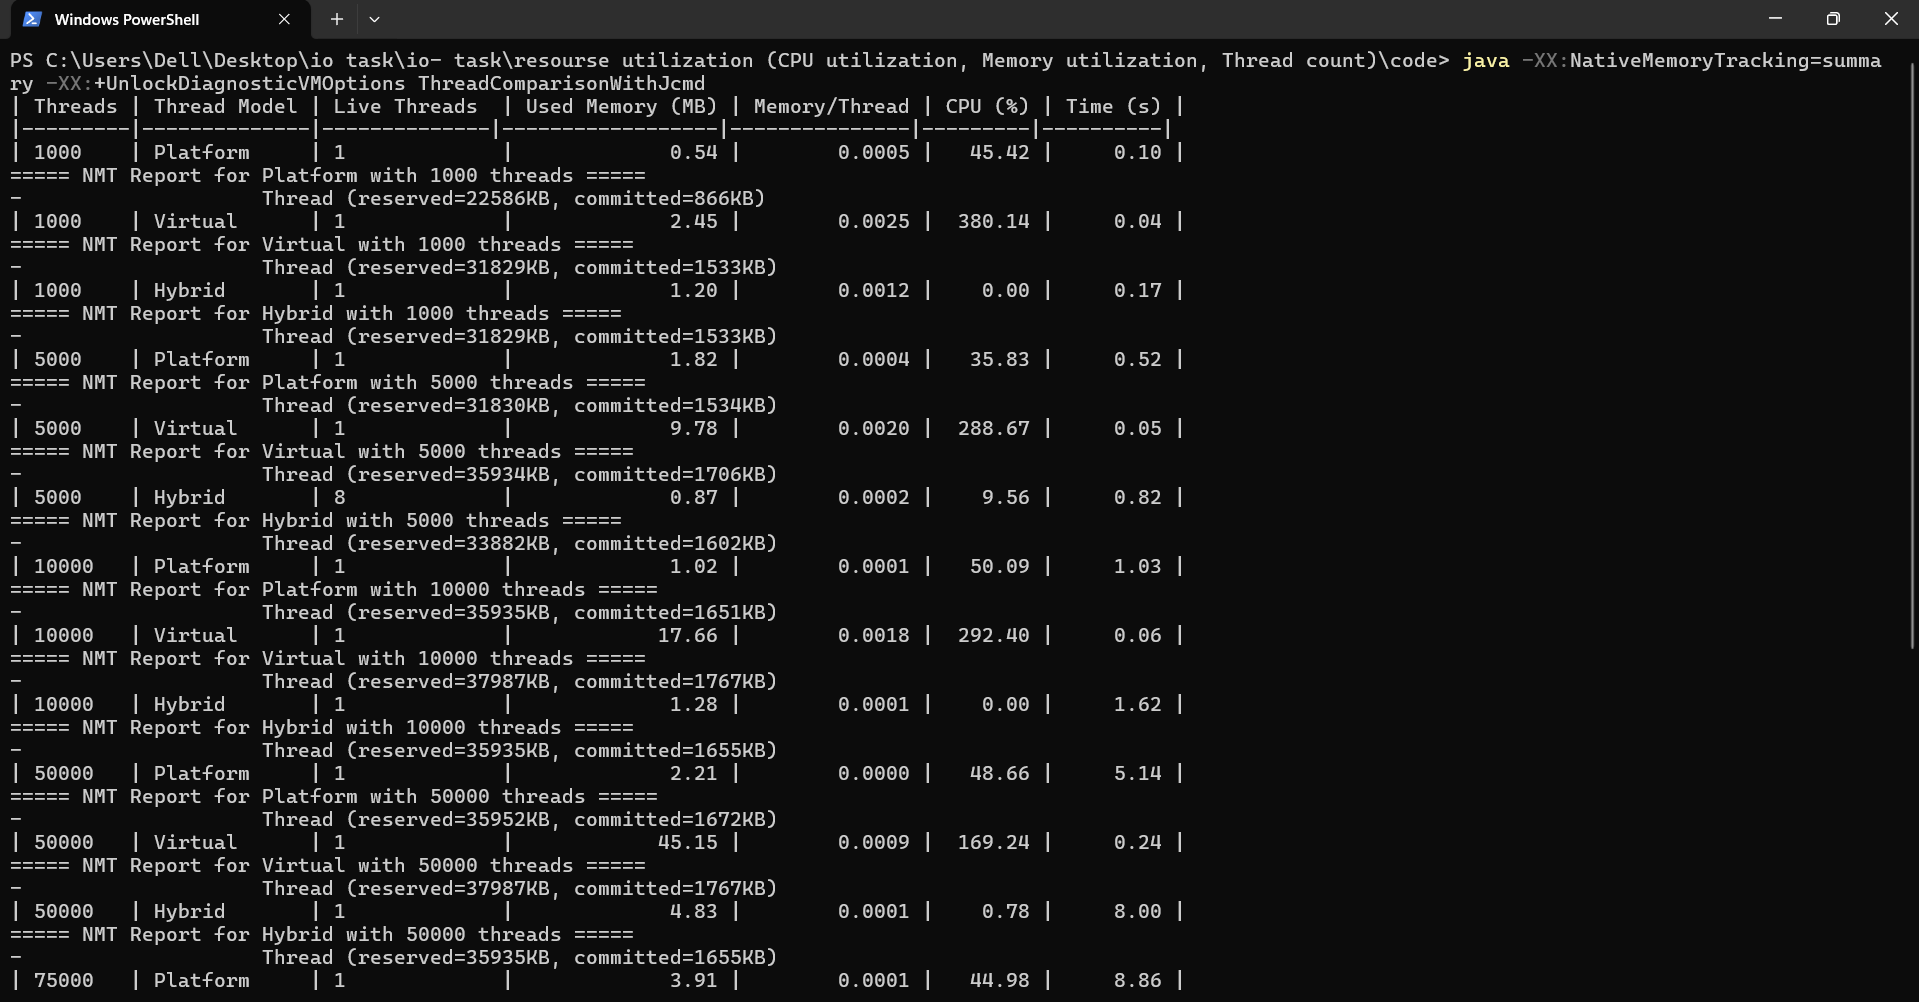 Windows PowerShell
PS C:\Users\Dell\Desktop\io task\io- task\resourse utilization (CPU utilization, Memory utilization, Thread count)\code> java -XX:NativeMemoryTracking=summa
ry -XX:+UnlockDiagnosticVMOptions ThreadComparisonWithJcmd
| Threads | Thread Model | Live Threads  | Used Memory (MB) | Memory/Thread | CPU (%) | Time (s) |
|---------|--------------|--------------|------------------|---------------|---------|----------|
| 1000    | Platform     | 1             |             0.54 |        0.0005 |   45.42 |     0.10 |
===== NMT Report for Platform with 1000 threads =====
-                    Thread (reserved=22586KB, committed=866KB)
| 1000    | Virtual      | 1             |             2.45 |        0.0025 |  380.14 |     0.04 |
===== NMT Report for Virtual with 1000 threads =====
-                    Thread (reserved=31829KB, committed=1533KB)
| 1000    | Hybrid       | 1             |             1.20 |        0.0012 |    0.00 |     0.17 |
===== NMT Report for Hybrid with 1000 threads =====
-                    Thread (reserved=31829KB, committed=1533KB)
| 5000    | Platform     | 1             |             1.82 |        0.0004 |   35.83 |     0.52 |
===== NMT Report for Platform with 5000 threads =====
-                    Thread (reserved=31830KB, committed=1534KB)
| 5000    | Virtual      | 1             |             9.78 |        0.0020 |  288.67 |     0.05 |
===== NMT Report for Virtual with 5000 threads =====
-                    Thread (reserved=35934KB, committed=1706KB)
| 5000    | Hybrid       | 8             |             0.87 |        0.0002 |    9.56 |     0.82 |
===== NMT Report for Hybrid with 5000 threads =====
-                    Thread (reserved=33882KB, committed=1602KB)
| 10000   | Platform     | 1             |             1.02 |        0.0001 |   50.09 |     1.03 |
===== NMT Report for Platform with 10000 threads =====
-                    Thread (reserved=35935KB, committed=1651KB)
| 10000   | Virtual      | 1             |            17.66 |        0.0018 |  292.40 |     0.06 |
===== NMT Report for Virtual with 10000 threads =====
-                    Thread (reserved=37987KB, committed=1767KB)
| 10000   | Hybrid       | 1             |             1.28 |        0.0001 |    0.00 |     1.62 |
===== NMT Report for Hybrid with 10000 threads =====
-                    Thread (reserved=35935KB, committed=1655KB)
| 50000   | Platform     | 1             |             2.21 |        0.0000 |   48.66 |     5.14 |
===== NMT Report for Platform with 50000 threads =====
-                    Thread (reserved=35952KB, committed=1672KB)
| 50000   | Virtual      | 1             |            45.15 |        0.0009 |  169.24 |     0.24 |
===== NMT Report for Virtual with 50000 threads =====
-                    Thread (reserved=37987KB, committed=1767KB)
| 50000   | Hybrid       | 1             |             4.83 |        0.0001 |    0.78 |     8.00 |
===== NMT Report for Hybrid with 50000 threads =====
-                    Thread (reserved=35935KB, committed=1655KB)
| 75000   | Platform     | 1             |             3.91 |        0.0001 |   44.98 |     8.86 |